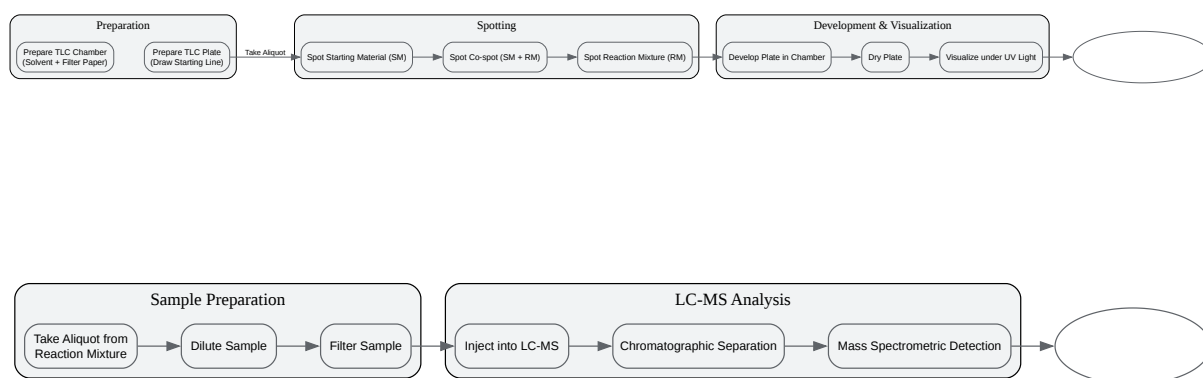 Preparation
Spotting
Development & Visualization
Prepare TLC Chamber
(Solvent + Filter Paper)
Prepare TLC Plate
(Draw Starting Line)
Take Aliquot
Spot Starting Material (SM)
Spot Co-spot (SM + RM)
Spot Reaction Mixture (RM)
Develop Plate in Chamber
Dry Plate
Visualize under UV Light
Sample Preparation
LC-MS Analysis
Take Aliquot from
Reaction Mixture
Dilute Sample
Filter Sample
Inject into LC-MS
Chromatographic Separation
Mass Spectrometric Detection